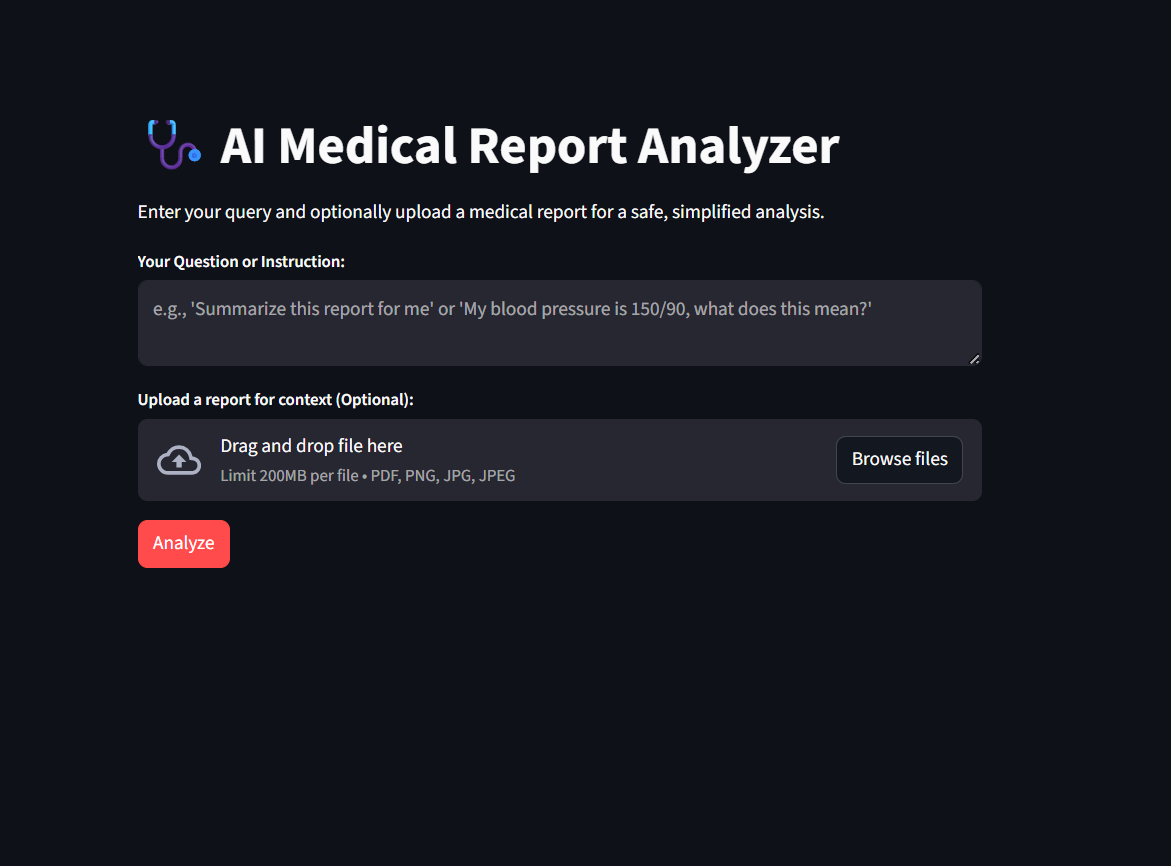 AI Medical Report Analyzer
Enter your query and optionally upload a medical report for a safe, simplified analysis.
Your Question or Instruction:
e.g., 'Summarize this report for me' or 'My blood pressure is 150/90, what does this mean?'
Upload a report for context (Optional):
Drag and drop file here
Limit 200MB per file • PDF, PNG, JPG, JPEG
Browse files
Analyze